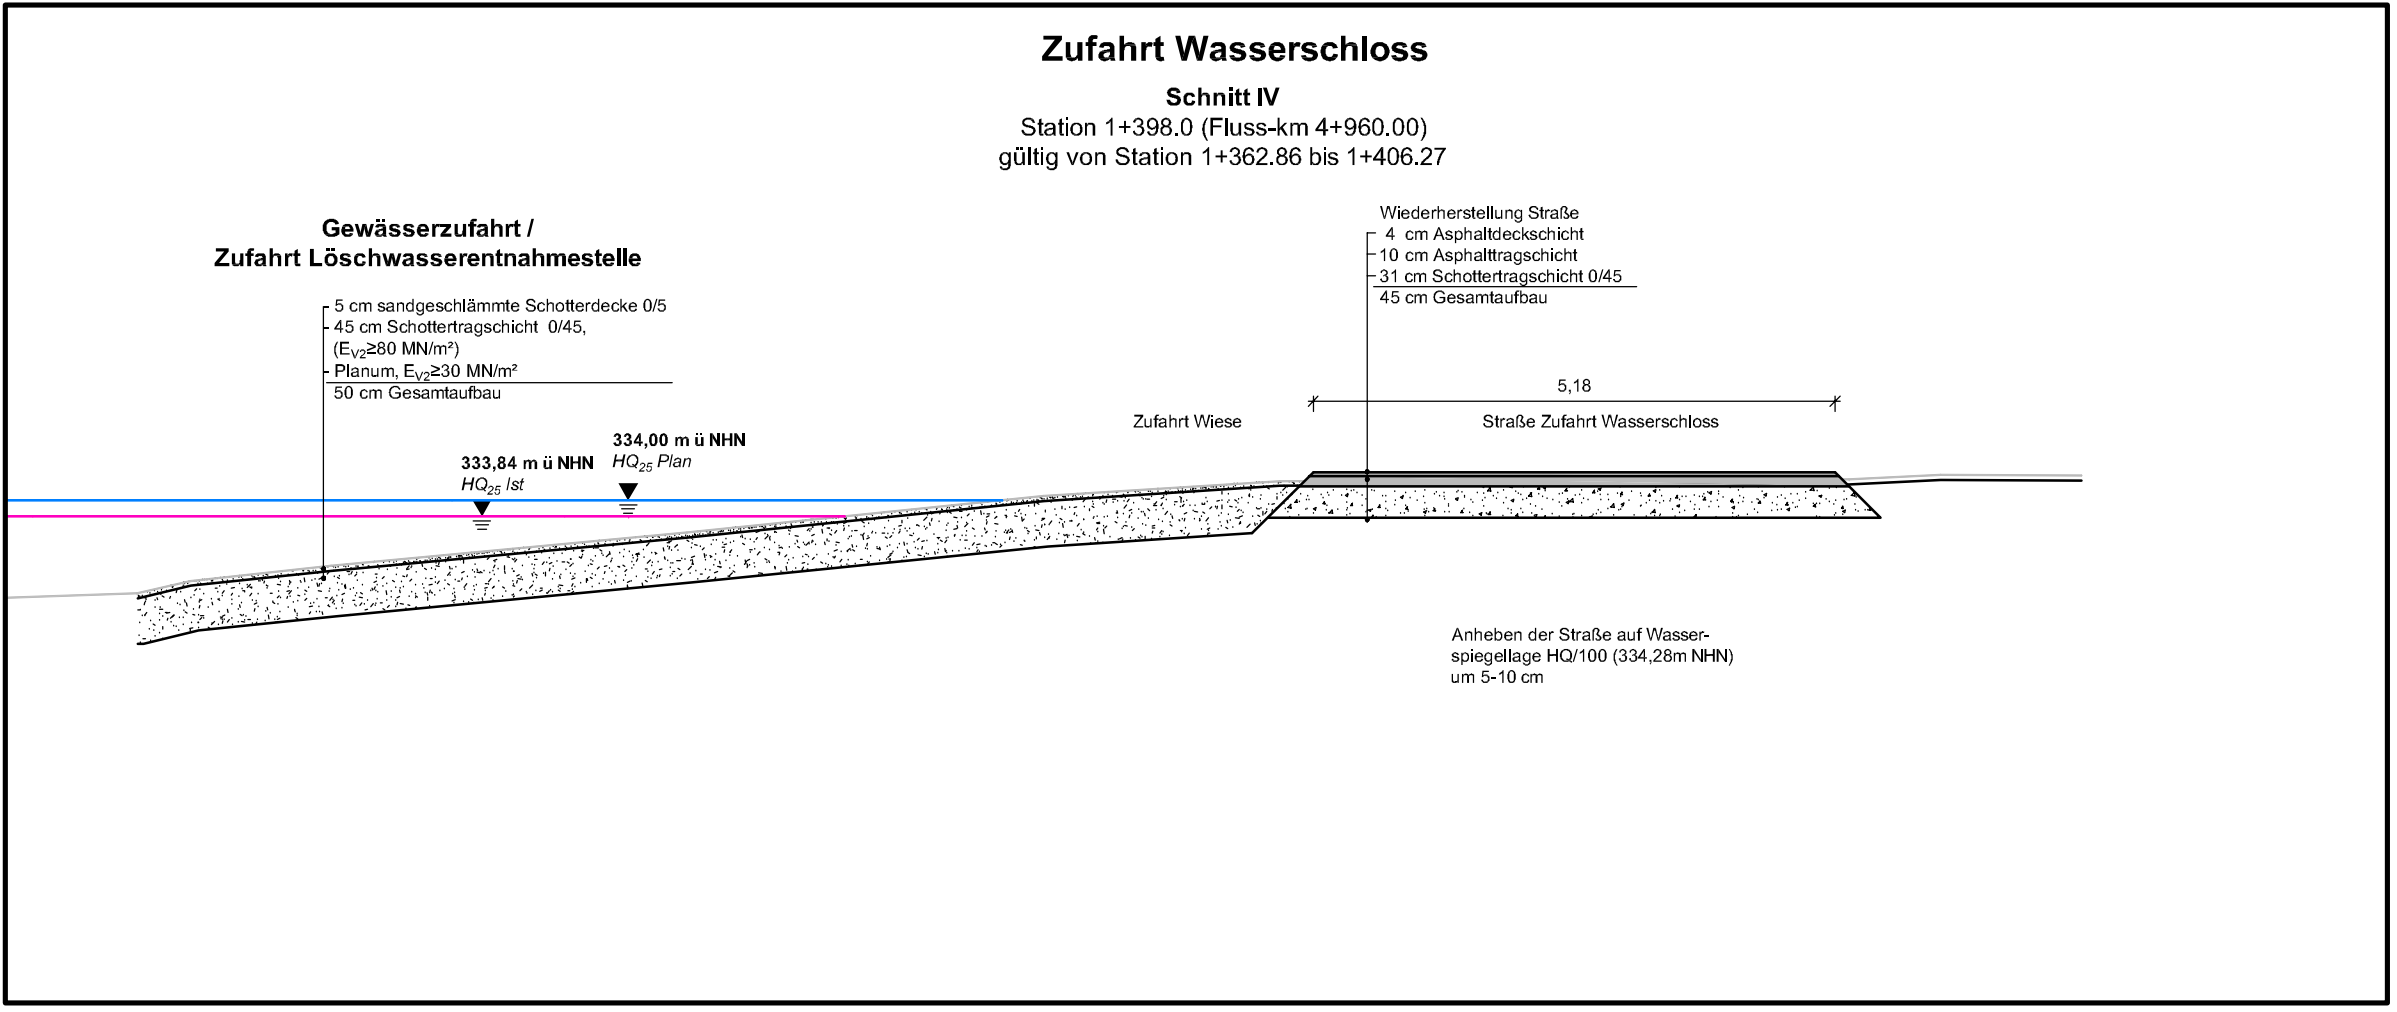 Zufahrt Wasserschloss
Schnitt IV
Station 1+398.0 (Fluss-km 4+960.00)
gültig von Station 1+362.86 bis 1+406.27
Gewässerzufahrt /
Zufahrt Löschwasserentnahmestelle
5 cm sandgeschlämmte Schotterdecke 0/5
45 cm Schottertragschicht 0/45,
(EV2≥80 MN/m²)
Planum, EV2≥30 MN/m²
50 cm Gesamtaufbau
Wiederherstellung Straße
4 cm Asphaltdeckschicht
10 cm Asphalttragschicht
31 cm Schottertragschicht 0/45
45 cm Gesamtaufbau
5,18
Zufahrt Wiese
Straße Zufahrt Wasserschloss
334,00 m ü NHN
HQ25 Plan
333,84 m ü NHN
HQ25 Ist
Anheben der Straße auf Wasser-
spiegellage HQ/100 (334,28m NHN)
um 5-10 cm